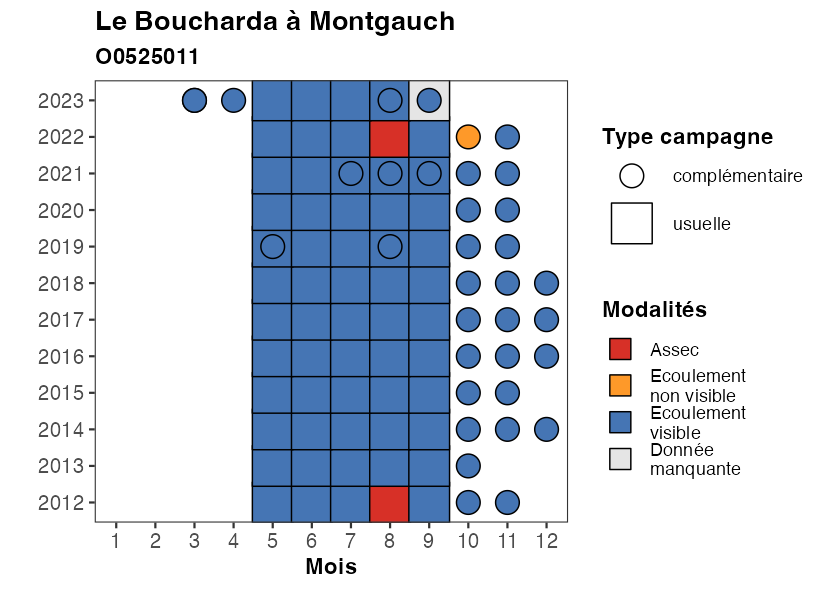 Le Boucharda à Montgauch
O0525011
2023
2022
2021
2020
2019
2018
2017
2016
2015
2014
2013
2012
1 2 3 4 5 6 7 8 9 10 11 12
Mois
Type campagne
complémentaire
usuelle
Modalités
Assec
Ecoulement
non visible
Ecoulement
visible
Donnée
manquante